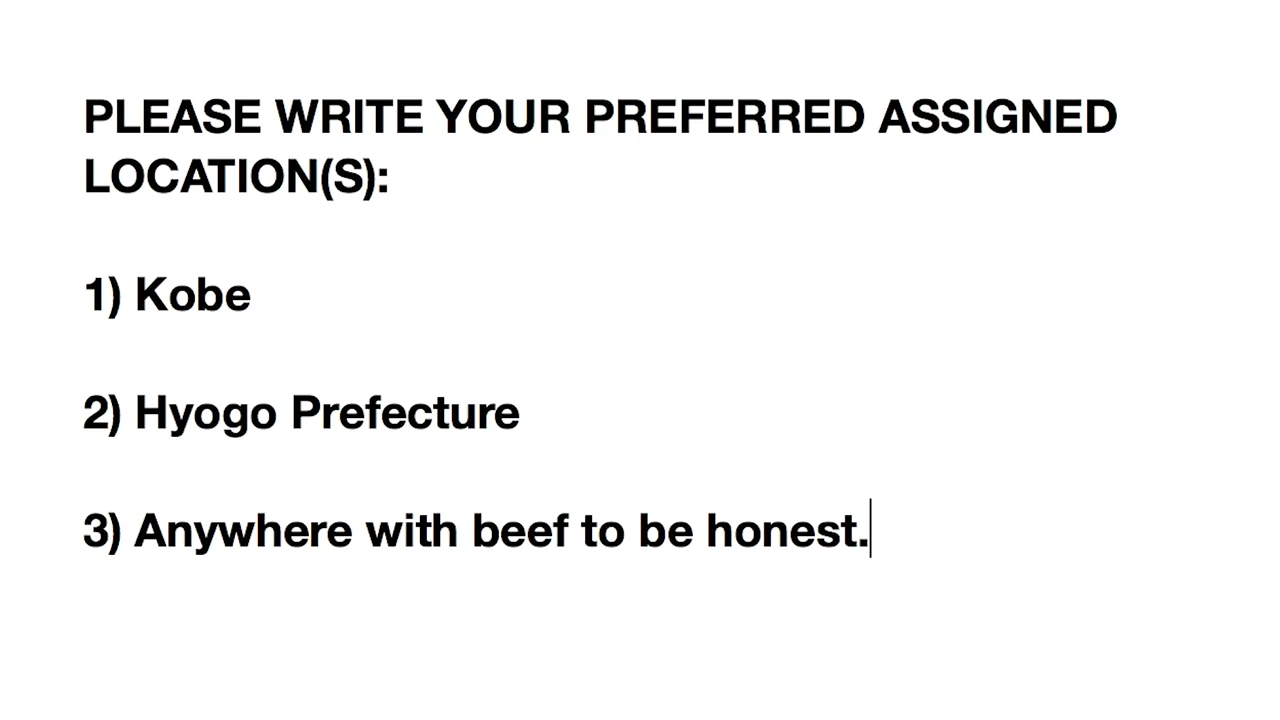 PLEASE WRITE YOUR PREFERRED ASSIGNED
LOCATION(S):
1) Kobe
2) Hyogo Prefecture
3) Anywhere with beef to be honest.